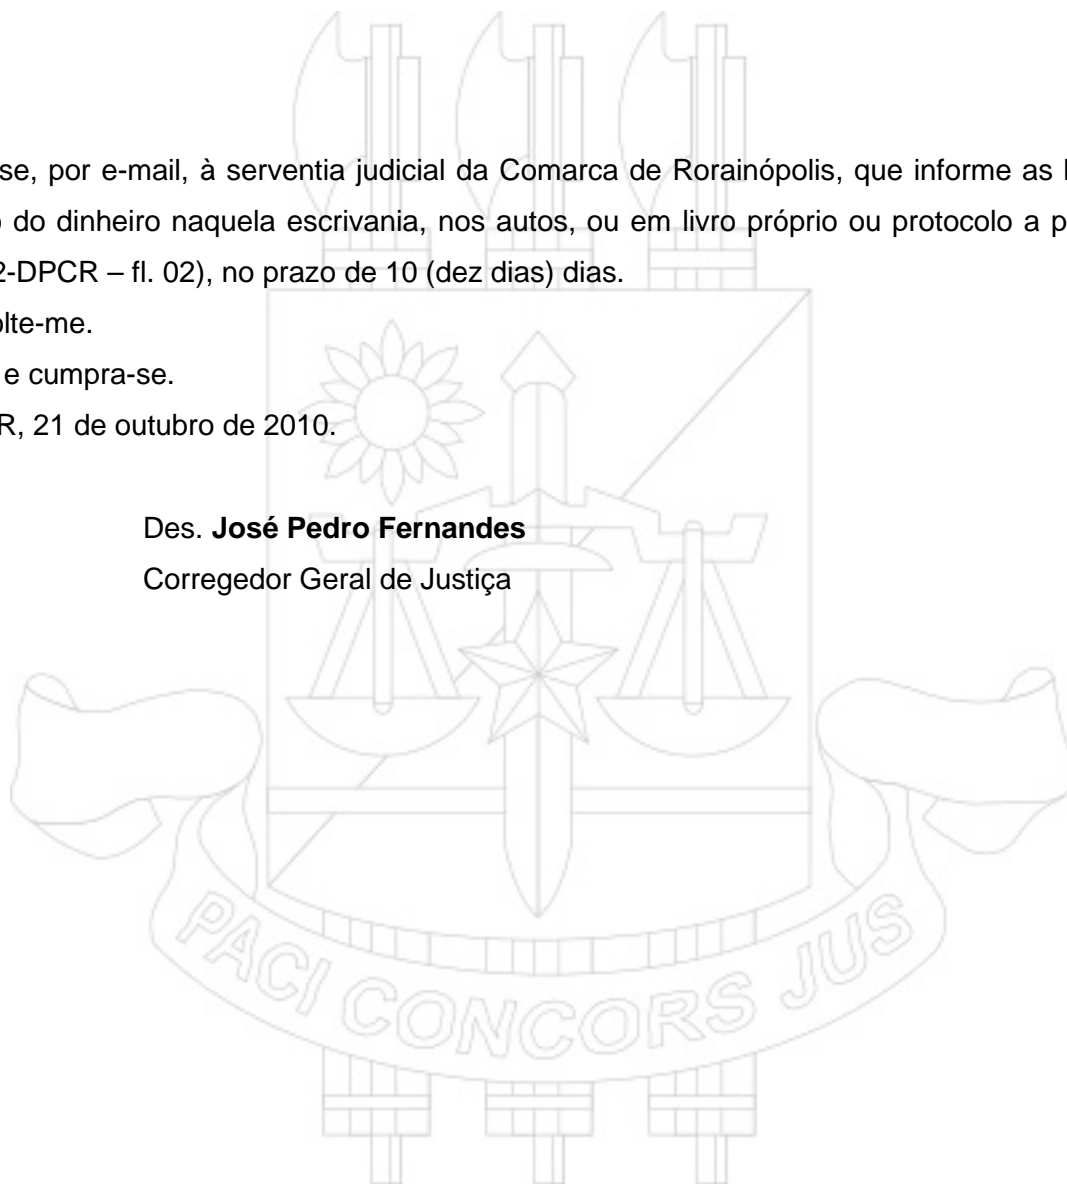 se, por e-mail, à serventia judicial da Comarca de Rorainópolis, que informe as
o do dinheiro naquela escrivania, nos autos, ou em livro próprio ou protocolo a p
2-DPCR – fl. 02), no prazo de 10 (dez dias) dias.
olte-me.
e cumpra-se.
R, 21 de outubro de 2010.
Des. José Pedro Fernandes
Corregedor Geral de Justiça
PACI CONCORS JUS